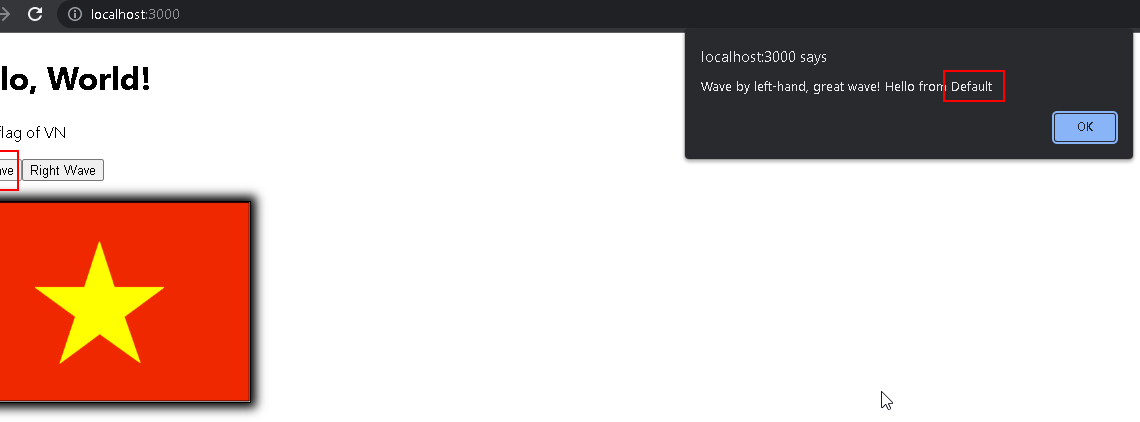 localhost:3000
localhost:3000 says
Wave by left-hand, great wave! Hello from Default
OK
lo, World!
flag of VN
ave Right Wave